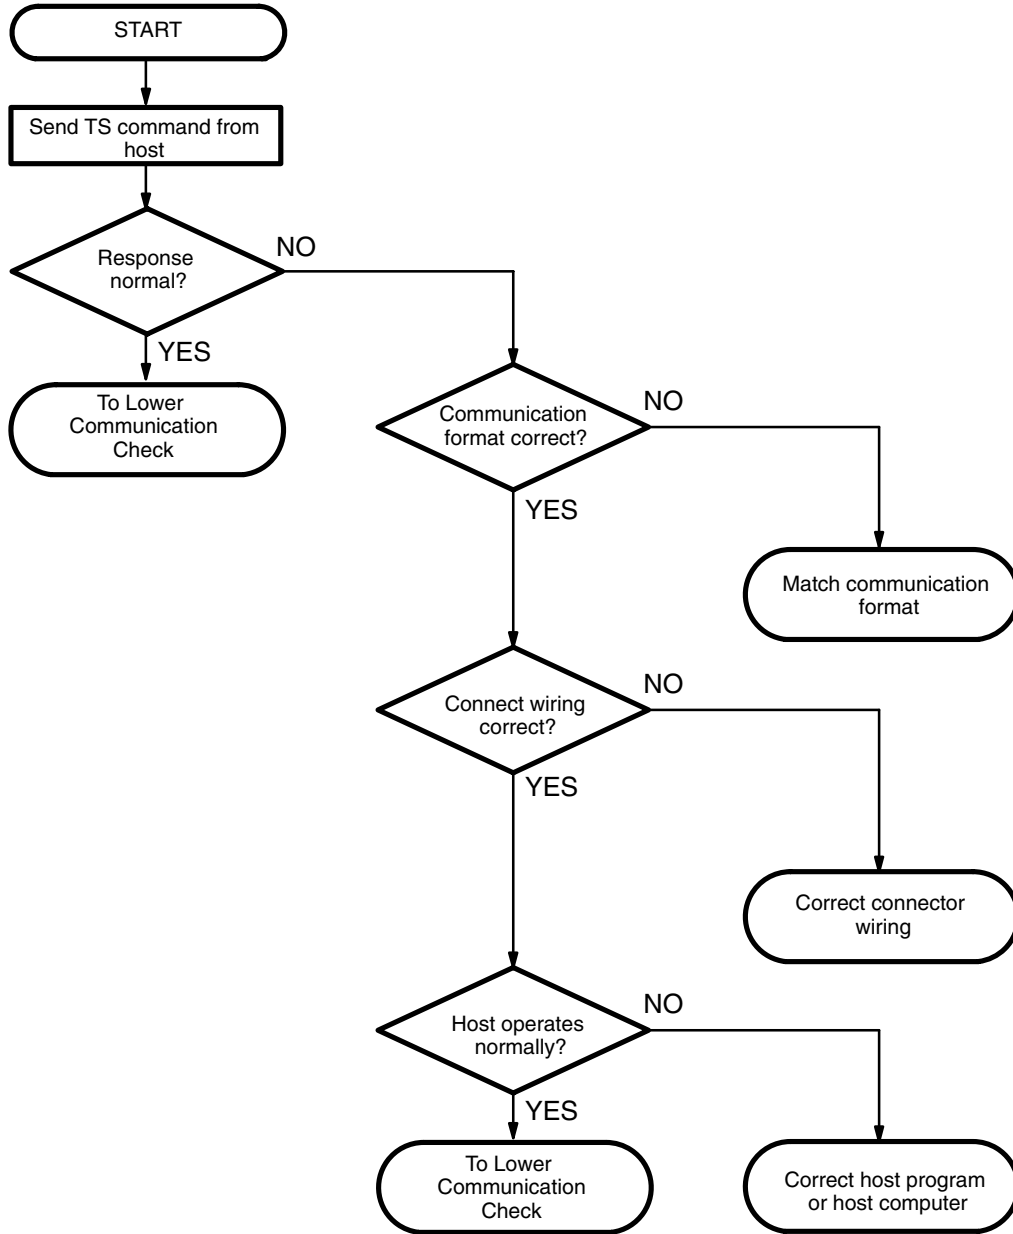 START
Send TS command from
host
Response
normal?
NO
YES
To Lower
Communication
Check
Communication
format correct?
NO
YES
Match communication
format
Connect wiring
correct?
NO
YES
Correct connector
wiring
Host operates
normally?
NO
YES
To Lower
Communication
Check
Correct host program
or host computer